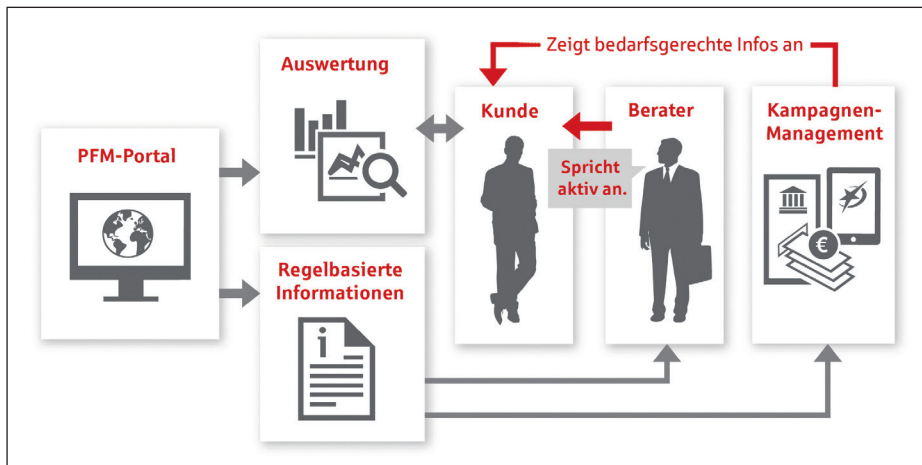 Zeigt bedarfsgerechte Infos an
Auswertung
Kunde
Berater
Kampagnen-
Management
PFM-Portal
Spricht
aktiv an.
Regelbasierte
Informationen
i
€